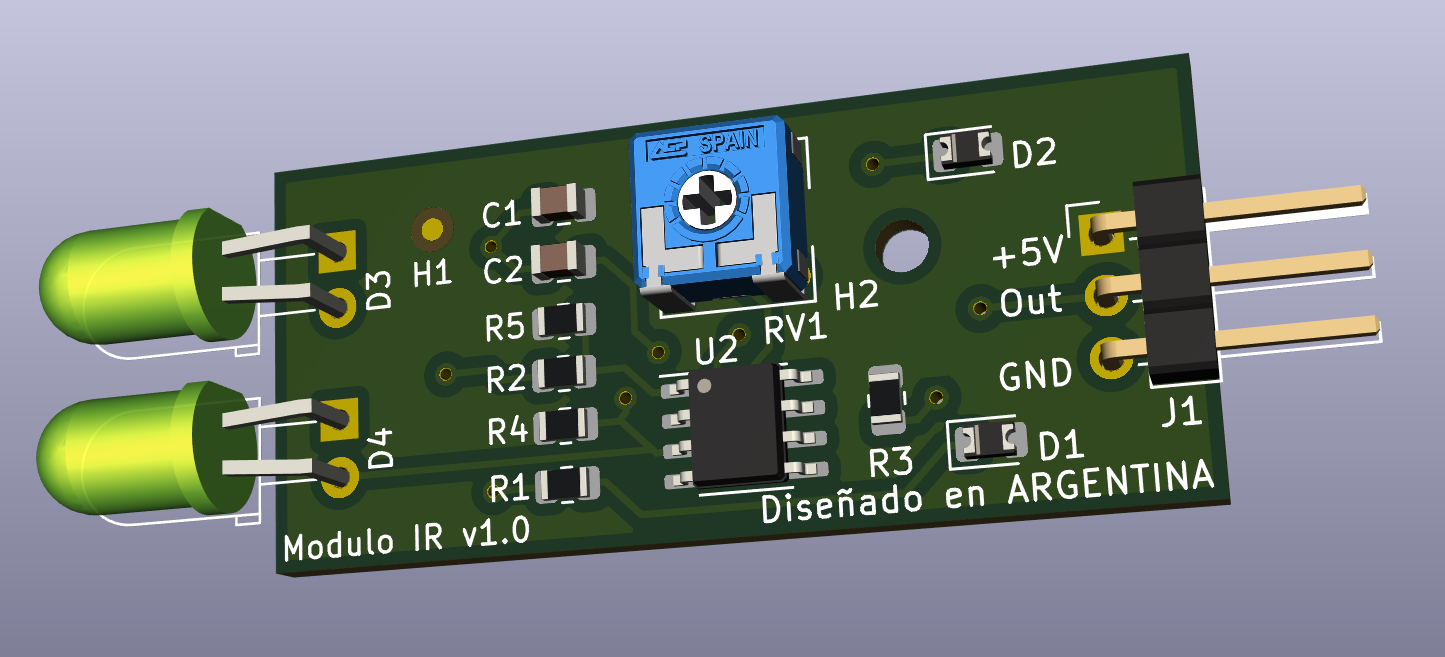 ACP SPAIN
D2
C1
+5V
H1
C2
D3
H2
Out
R5
RV1
U2
R2
GND
J1
R4
D4
R3
D1
R1
Diseñado en ARGENTINA
Modulo IR v1.0